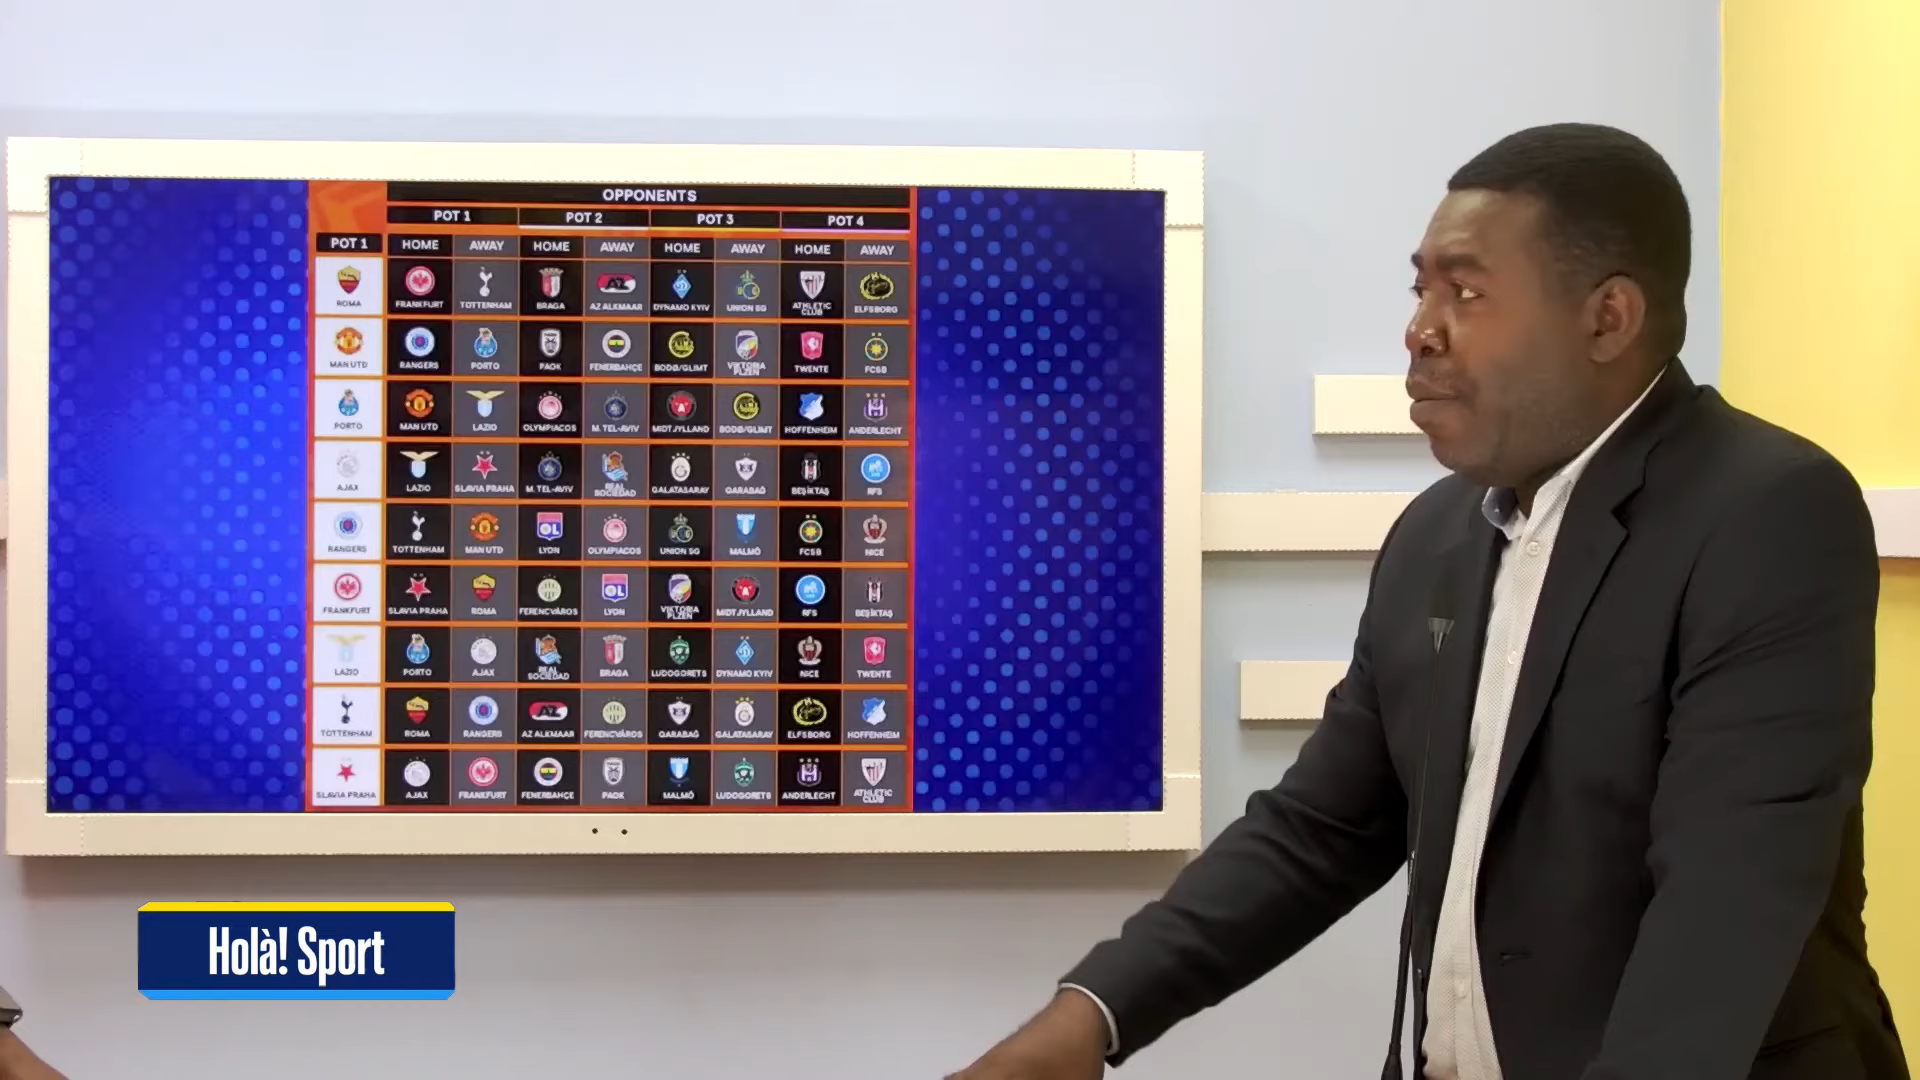 OPPONENTS
POT 1 POT 2 POT 3 POT 4
POT 1 HOME AWAY HOME AWAY HOME AWAY HOME AWAY
ROMA FRANKFURT TOTTENHAM BRAGA AZ ALKMAAR DYNAMO KYIV UNION SG ATHLETIC CLUB ELFSBORG
MAN UTD RANGERS PORTO PAOK FENERBAHÇE BODØ/GLIMT VIKTORIA PLZEN TWENTE FCSB
PORTO MAN UTD LAZIO OLYMPIACOS M. TEL-AVIV MIDTJYLLAND BODØ/GLIMT HOFFENHEIM ANDERLECHT
AJAX LAZIO SLAVIA PRAHA M. TEL-AVIV REAL SOCIEDAD GALATASARAY QARABAĞ BEŞİKTAŞ RFS
RANGERS TOTTENHAM MAN UTD LYON OLYMPIACOS UNION SG MALMÖ FCSB NICE
FRANKFURT SLAVIA PRAHA ROMA FERENCVÁROS LYON VIKTORIA PLZEN MIDTJYLLAND RFS BEŞİKTAŞ
LAZIO PORTO AJAX REAL SOCIEDAD BRAGA LUDOGORETS DYNAMO KYIV NICE TWENTE
TOTTENHAM ROMA RANGERS AZ ALKMAAR FERENCVÁROS QARABAĞ GALATASARAY ELFSBORG HOFFENHEIM
SLAVIA PRAHA AJAX FRANKFURT FENERBAHÇE PAOK MALMÖ LUDOGORETS ANDERLECHT ATHLETIC CLUB
Holà! Sport